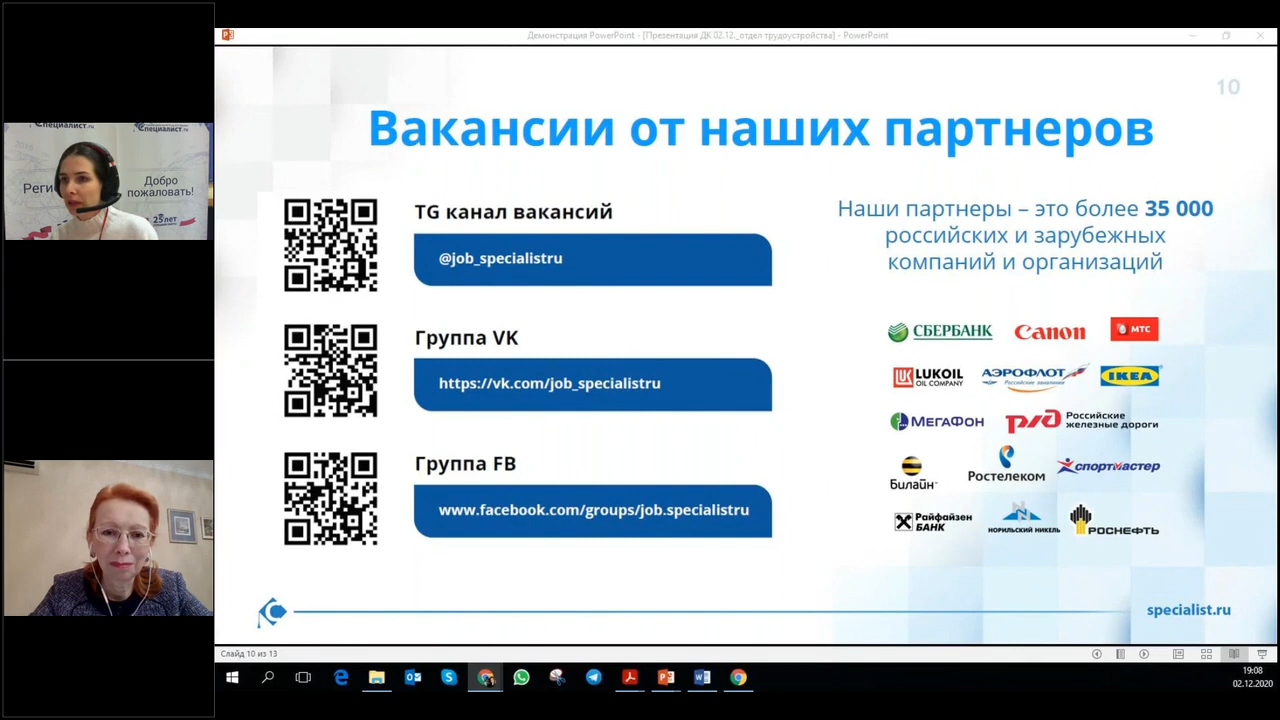 Демонстрация PowerPoint - [Презентация ДК 02.12._отдел трудоустройства] - PowerPoint
10
Вакансии от наших партнеров
TG канал вакансий
@job_specialistru
Группа VK
https://vk.com/job_specialistru
Группа FB
www.facebook.com/groups/job.specialistru
Наши партнеры – это более 35 000
российских и зарубежных
компаний и организаций
СБЕРБАНК
Canon
МТС
LUKOIL
OIL COMPANY
АЭРОФЛОТ
Российские авиалинии
IKEA
МЕГАФОН
РЖД
Российские
железные дороги
Билайн
Ростелеком
СПОРТМАСТЕР
Райффайзен
БАНК
НОРИЛЬСКИЙ НИКЕЛЬ
РОСНЕФТЬ
specialist.ru
Слайд 10 из 13
19:08
02.12.2020
Специалист.ru
Специалист.ru
Добро
пожаловать!
25 лет